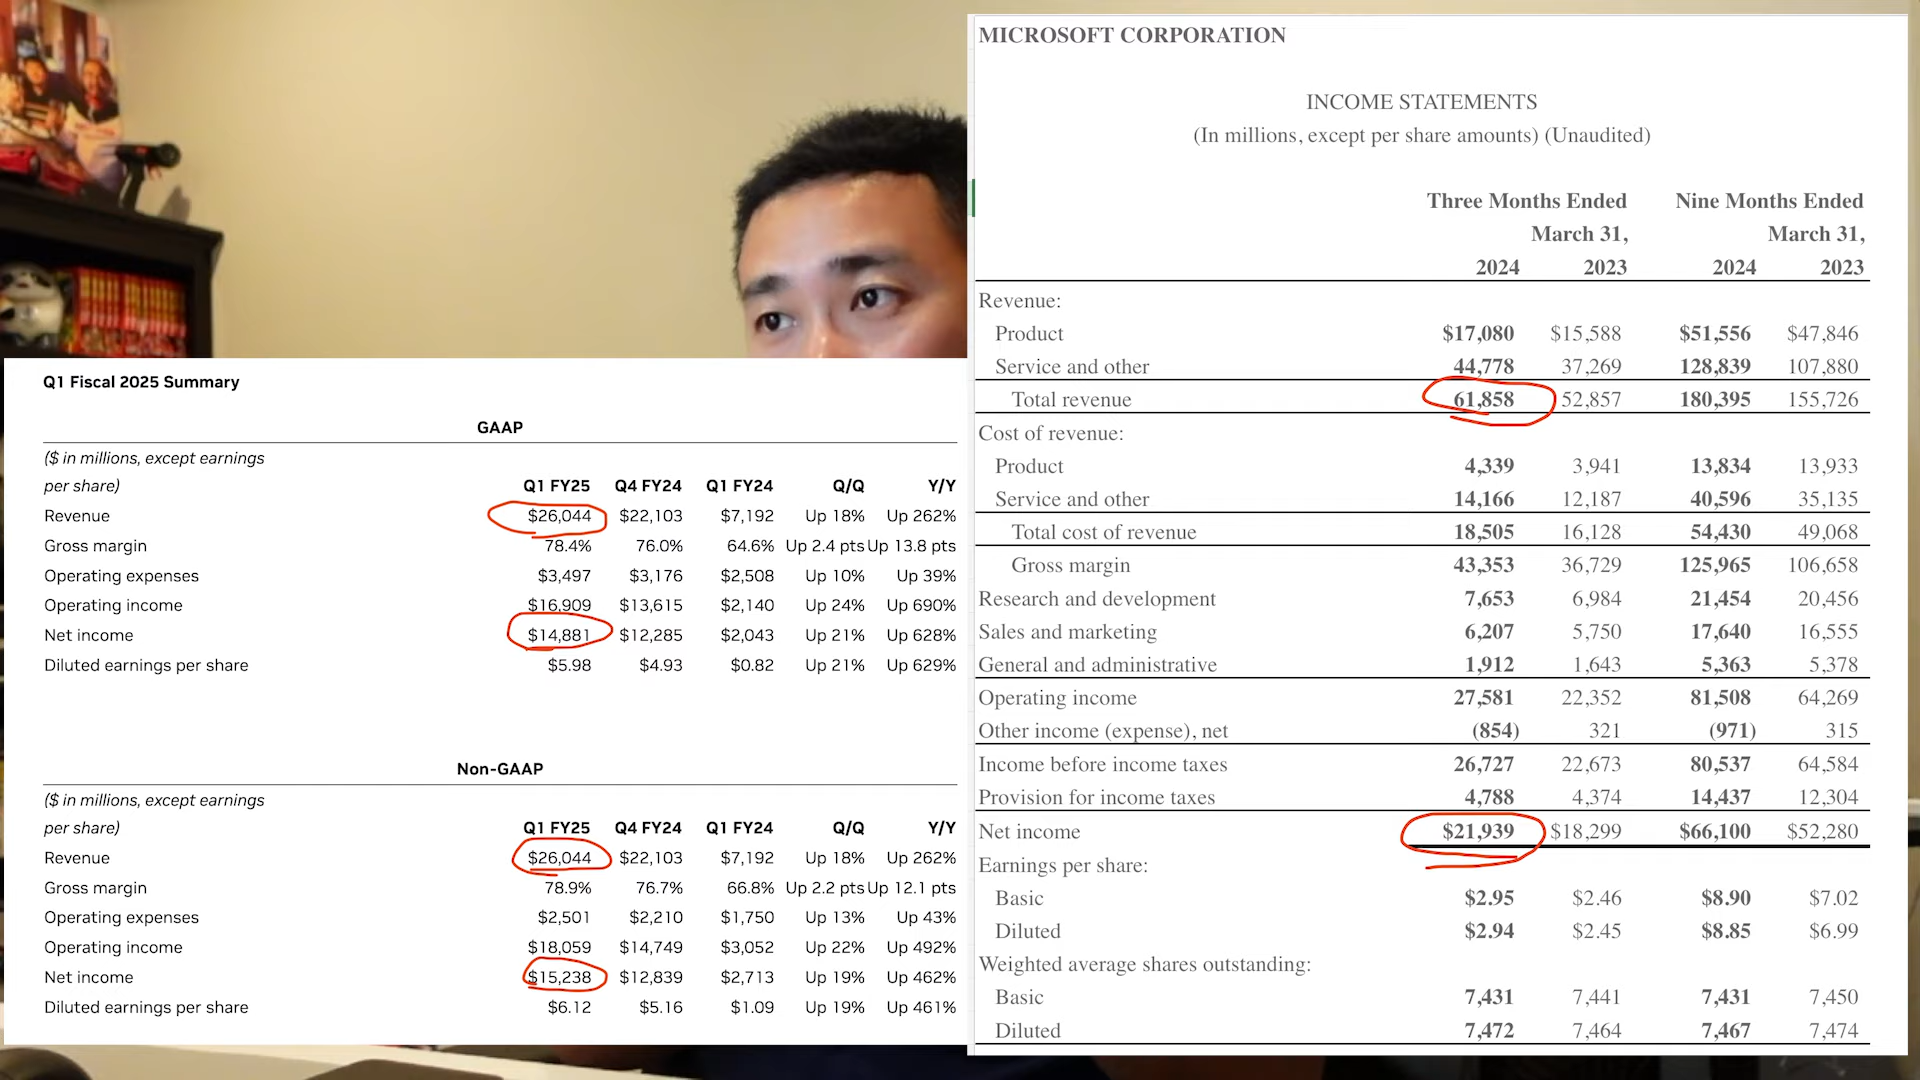 MICROSOFT CORPORATION
INCOME STATEMENTS
(In millions, except per share amounts) (Unaudited)
Three Months Ended Nine Months Ended
March 31, March 31,
2024 2023 2024 2023
Revenue:
Product $17,080 $15,588 $51,556 $47,846
Service and other 44,778 37,269 128,839 107,880
Total revenue 61,858 52,857 180,395 155,726
Cost of revenue:
Product 4,339 3,941 13,834 13,933
Service and other 14,166 12,187 40,596 35,135
Total cost of revenue 18,505 16,128 54,430 49,068
Gross margin 43,353 36,729 125,965 106,658
Research and development 7,653 6,984 21,454 20,456
Sales and marketing 6,207 5,750 17,640 16,555
General and administrative 1,912 1,643 5,363 5,378
Operating income 27,581 22,352 81,508 64,269
Other income (expense), net (854) 321 (971) 315
Income before income taxes 26,727 22,673 80,537 64,584
Provision for income taxes 4,788 4,374 14,437 12,304
Net income $21,939 $18,299 $66,100 $52,280
Earnings per share:
Basic $2.95 $2.46 $8.90 $7.02
Diluted $2.94 $2.45 $8.85 $6.99
Weighted average shares outstanding:
Basic 7,431 7,441 7,431 7,450
Diluted 7,472 7,464 7,467 7,474
Q1 Fiscal 2025 Summary
GAAP
($ in millions, except earnings
per share) Q1 FY25 Q4 FY24 Q1 FY24 Q/Q Y/Y
Revenue $26,044 $22,103 $7,192 Up 18% Up 262%
Gross margin 78.4% 76.0% 64.6% Up 2.4 pts Up 13.8 pts
Operating expenses $3,497 $3,176 $2,508 Up 10% Up 39%
Operating income $16,909 $13,615 $2,140 Up 24% Up 690%
Net income $14,881 $12,285 $2,043 Up 21% Up 628%
Diluted earnings per share $5.98 $4.93 $0.82 Up 21% Up 629%
Non-GAAP
($ in millions, except earnings
per share) Q1 FY25 Q4 FY24 Q1 FY24 Q/Q Y/Y
Revenue $26,044 $22,103 $7,192 Up 18% Up 262%
Gross margin 78.9% 76.7% 66.8% Up 2.2 pts Up 12.1 pts
Operating expenses $2,501 $2,210 $1,750 Up 13% Up 43%
Operating income $18,059 $14,749 $3,052 Up 22% Up 492%
Net income $15,238 $12,839 $2,713 Up 19% Up 462%
Diluted earnings per share $6.12 $5.16 $1.09 Up 19% Up 461%